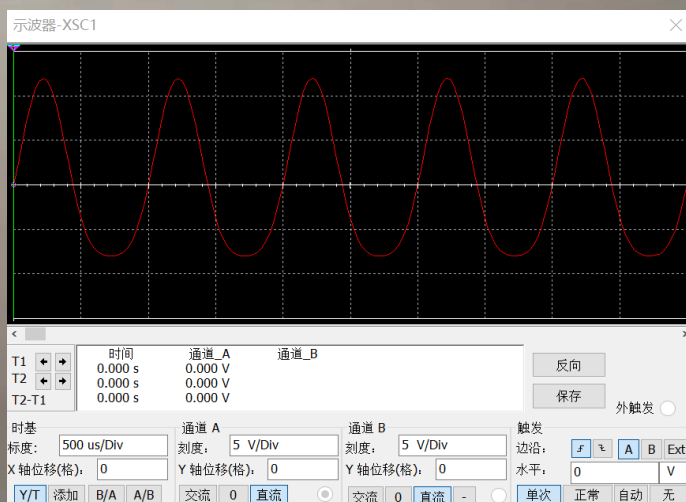 示波器-XSC1
时间 通道_A 通道_B
T1 0.000 s 0.000 V
T2 0.000 s 0.000 V
T2-T1 0.000 s 0.000 V
反向
保存
外触发
时基 通道 A 通道 B 触发
标度: 500 us/Div 刻度: 5 V/Div 刻度: 5 V/Div 边沿: A B Ext
X 轴位移(格): 0 Y 轴位移(格): 0 Y 轴位移(格): 0 水平: 0 V
Y/T 添加 B/A A/B 交流 0 直流 交流 0 直流 - 单次 正常 自动 无